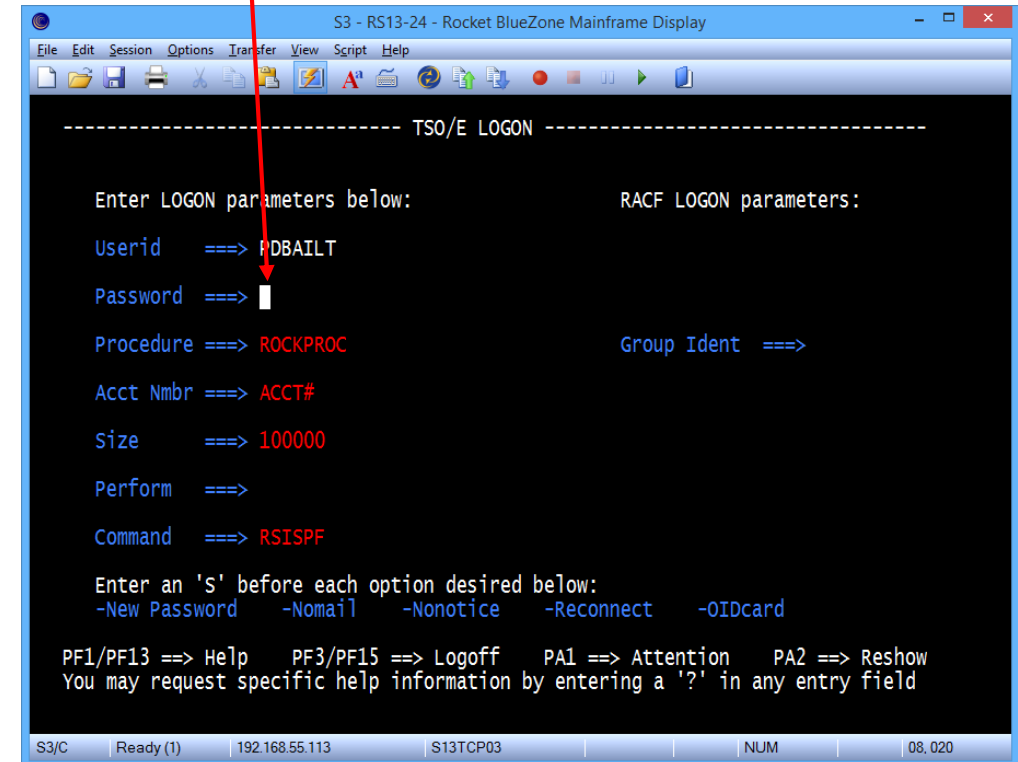 S3 - RS13-24 - Rocket BlueZone Mainframe Display
File Edit Session Options Transfer View Script Help
------------------------------- TSO/E LOGON -----------------------------------
Enter LOGON parameters below: RACF LOGON parameters:
Userid ===> PDBAILT
Password ===>
Procedure ===> ROCKPROC Group Ident ===>
Acct Nmbr ===> ACCT#
Size ===> 100000
Perform ===>
Command ===> RSISPF
Enter an 'S' before each option desired below:
-New Password -Nomail -Nonotice -Reconnect -OIDcard
PF1/PF13 ==> Help PF3/PF15 ==> Logoff PA1 ==> Attention PA2 ==> Reshow
You may request specific help information by entering a '?' in any entry field
S3/C Ready (1) 192.168.55.113 S13TCP03 NUM 08, 020